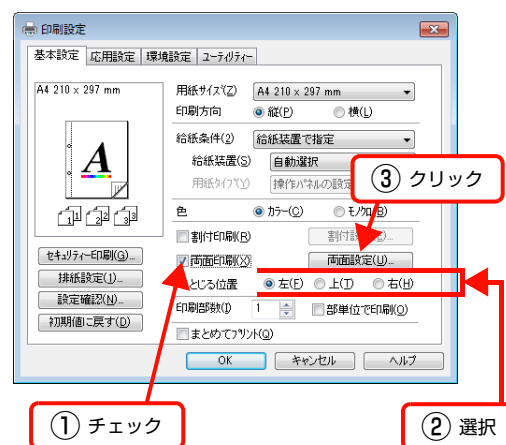 印刷設定
基本設定 応用設定 環境設定 ユーティリティー
A4 210 x 297 mm
A
1 1 2 2 3 3
セキュリティー印刷(G)...
排紙設定(J)...
設定確認(N)...
初期値に戻す(D)
用紙サイズ(Z) A4 210 x 297 mm
印刷方向 縦(P) 横(L)
給紙条件(2) 給紙装置で指定
給紙装置(S) 自動選択
用紙タイプ(Y) 操作パネルの設定
③ クリック
色 カラー(C) モノクロ(B)
割付印刷(R)
両面印刷(X) 両面設定(U)...
とじる位置 左(F) 上(T) 右(H)
印刷部数(I) 1 部単位で印刷(O)
まとめてプリント(Q)
OK キャンセル ヘルプ
① チェック
② 選択